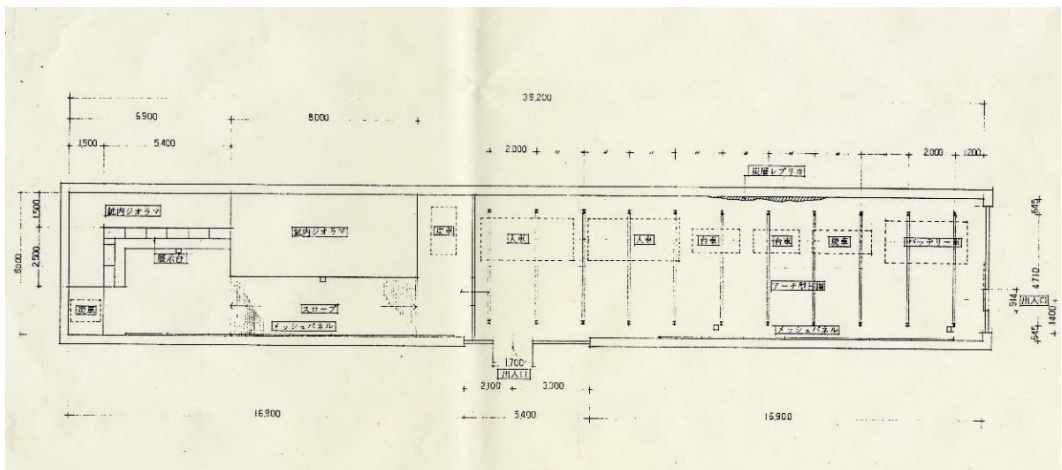 39,200
6,900
8,000
1,500
5,400
2,000
〃
〃
〃
〃
〃
〃
〃
〃
2,000
1,200
炭層レプリカ
坑内ジオラマ
坑内ジオラマ
炭車
人車
人車
台車
台車
炭車
バッテリー車
展示台
炭車
スロープ
メッシュパネル
アーチ型枠
メッシュパネル
1,500
2,500
6,000
645
4,710
914
出入口
645
1,400
1,700
出入口
2,100
3,300
16,900
5,400
16,900